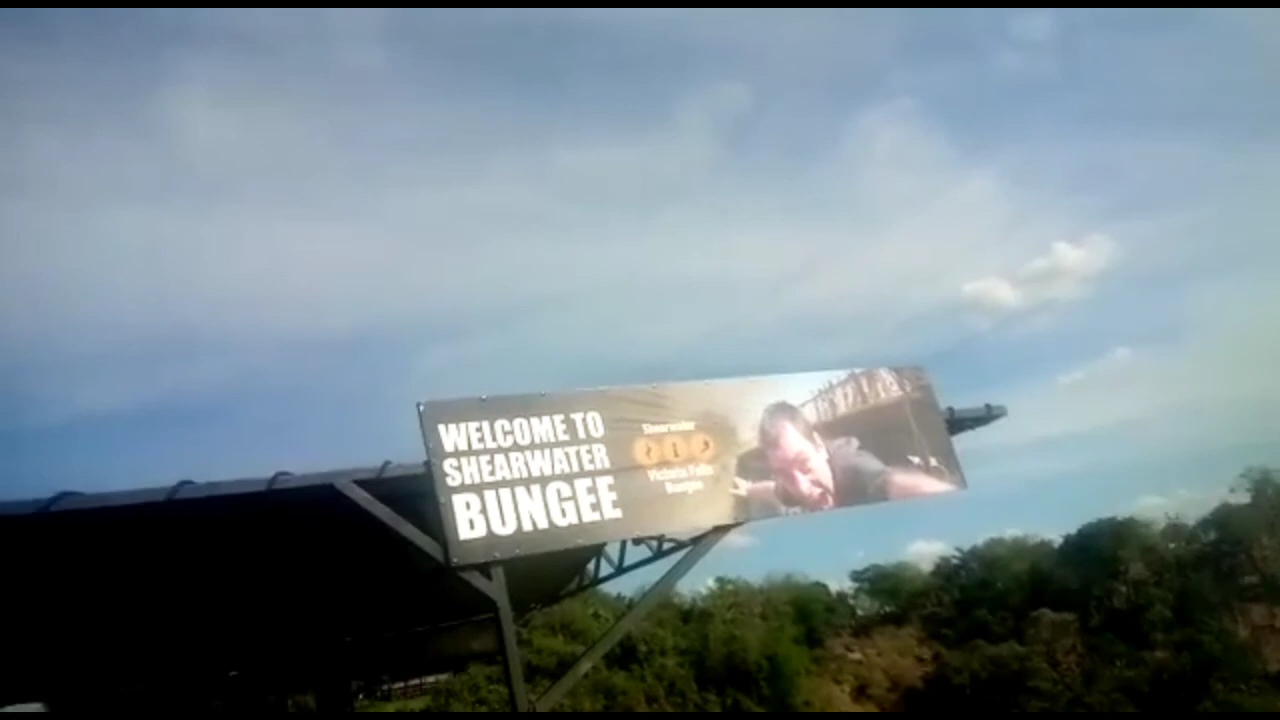 WELCOME TO
SHEARWATER
BUNGEE
Shearwater
Victoria Falls
Bungee